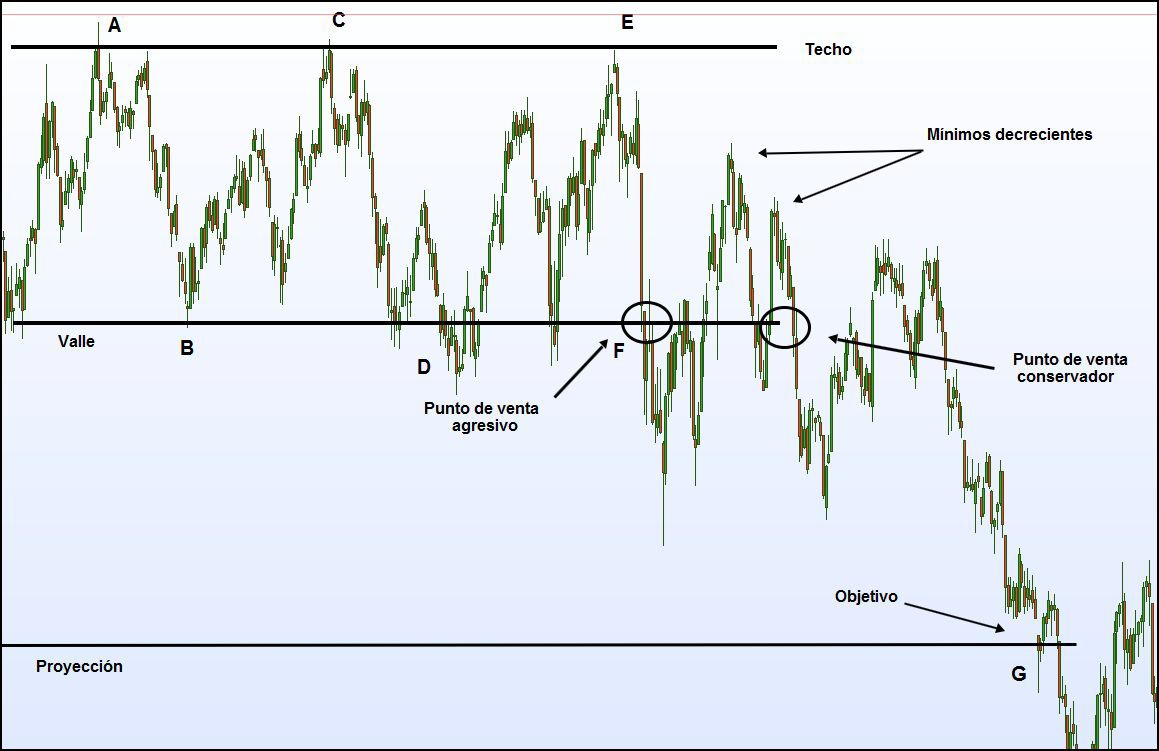 A
C
E
Techo
Mínimos decrecientes
Valle
B
D
F
Punto de venta
agresivo
Punto de venta
conservador
Objetivo
Proyección
G